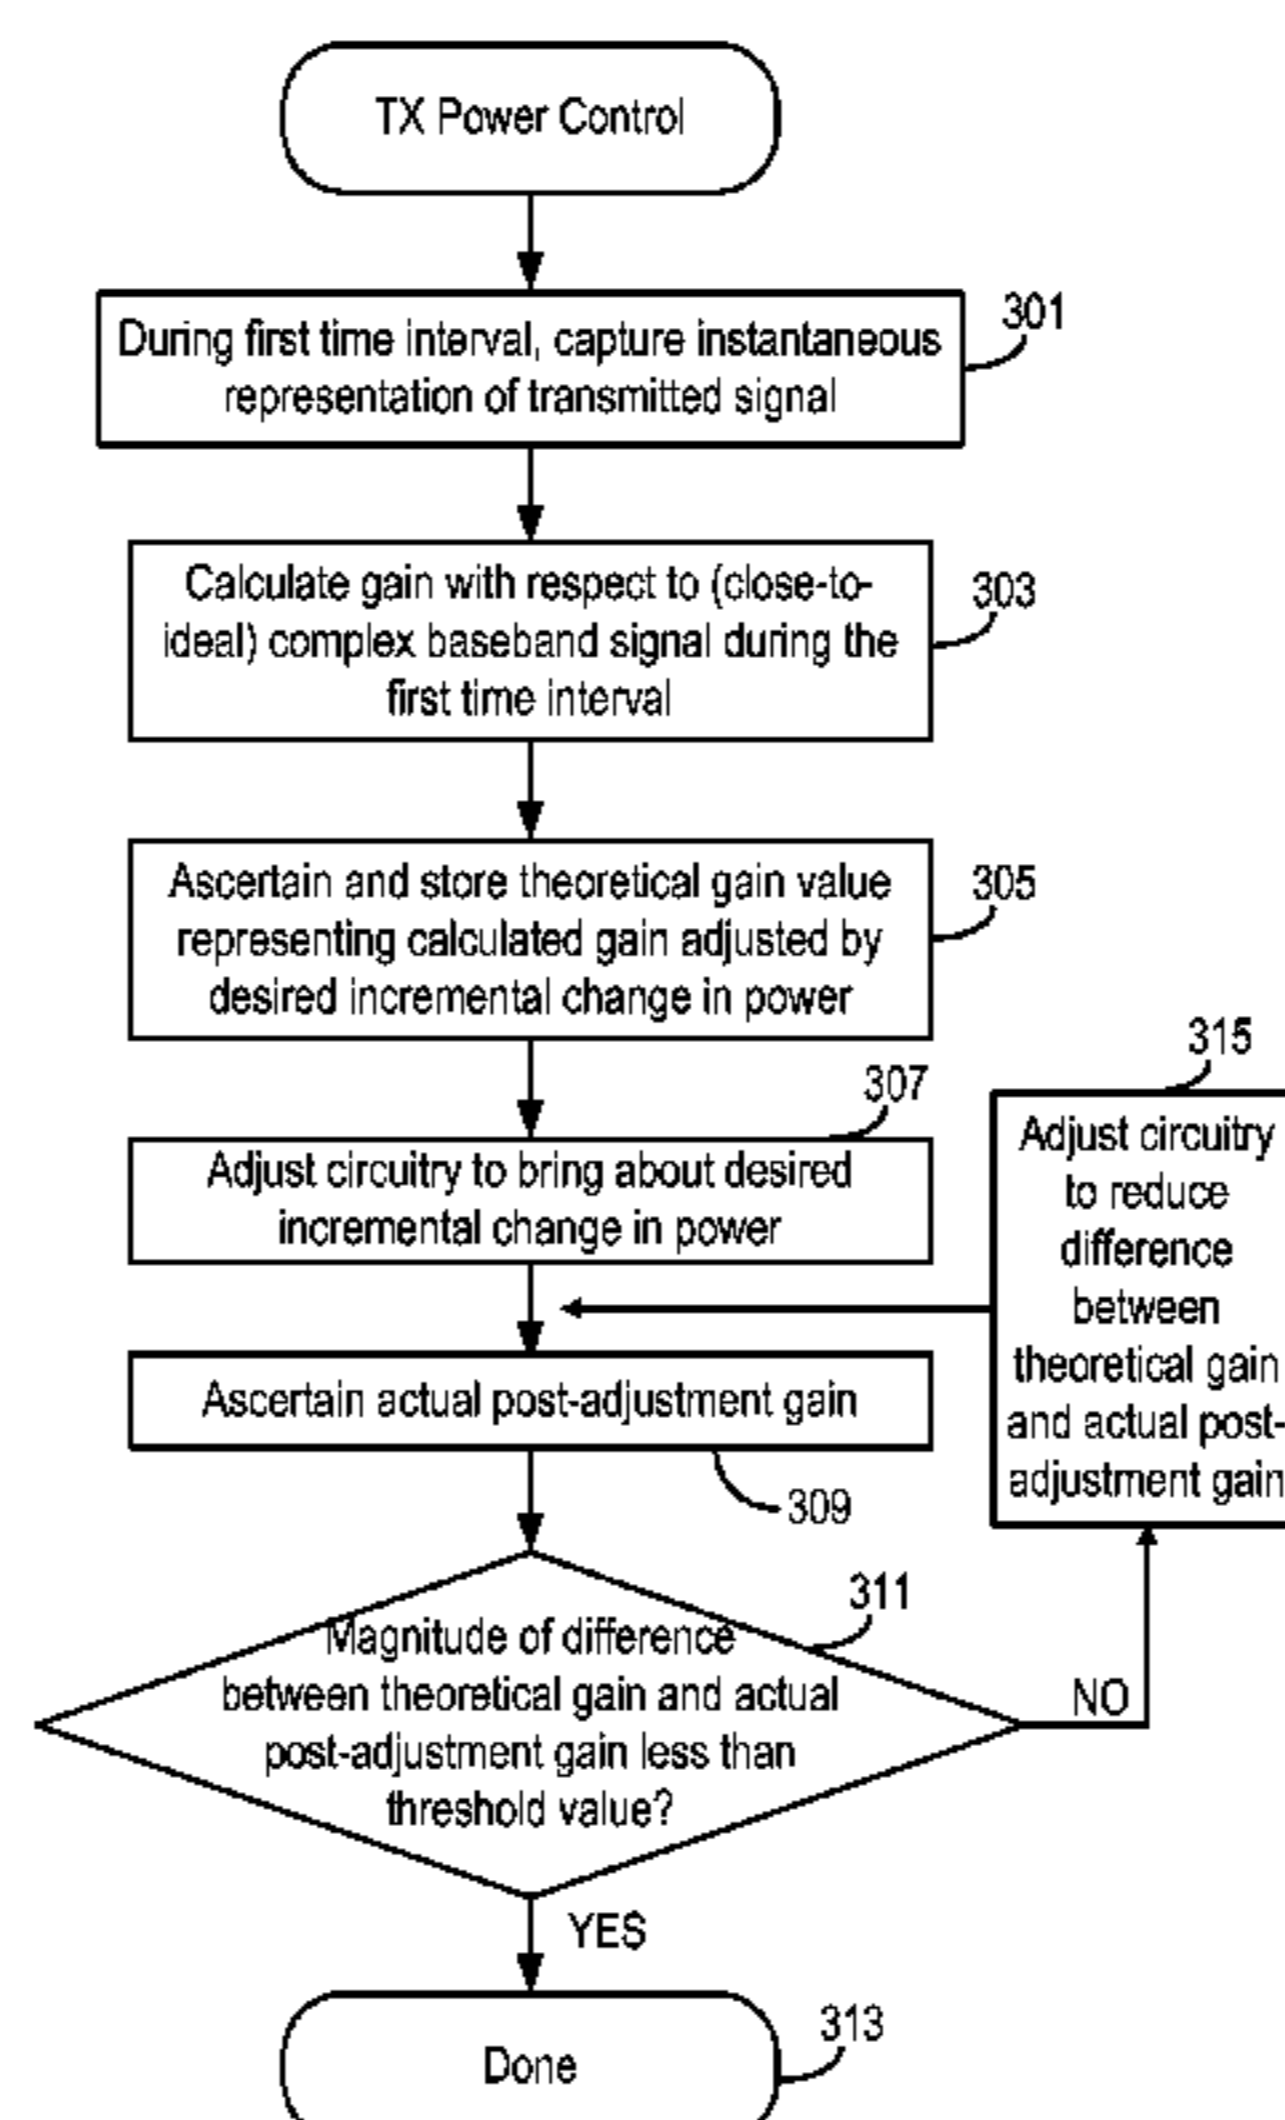 TX Power Control
During first time interval, capture instantaneous
representation of transmitted signal
301
Calculate gain with respect to (close-to-
ideal) complex baseband signal during the
first time interval
303
Ascertain and store theoretical gain value
representing calculated gain adjusted by
desired incremental change in power
305
307
Adjust circuitry to bring about desired
incremental change in power
315
Adjust circuitry
to reduce
difference
between
theoretical gain
and actual post-
adjustment gain
Ascertain actual post-adjustment gain
309
311
Magnitude of difference
between theoretical gain and actual
post-adjustment gain less than
threshold value?
NO
YES
Done
313